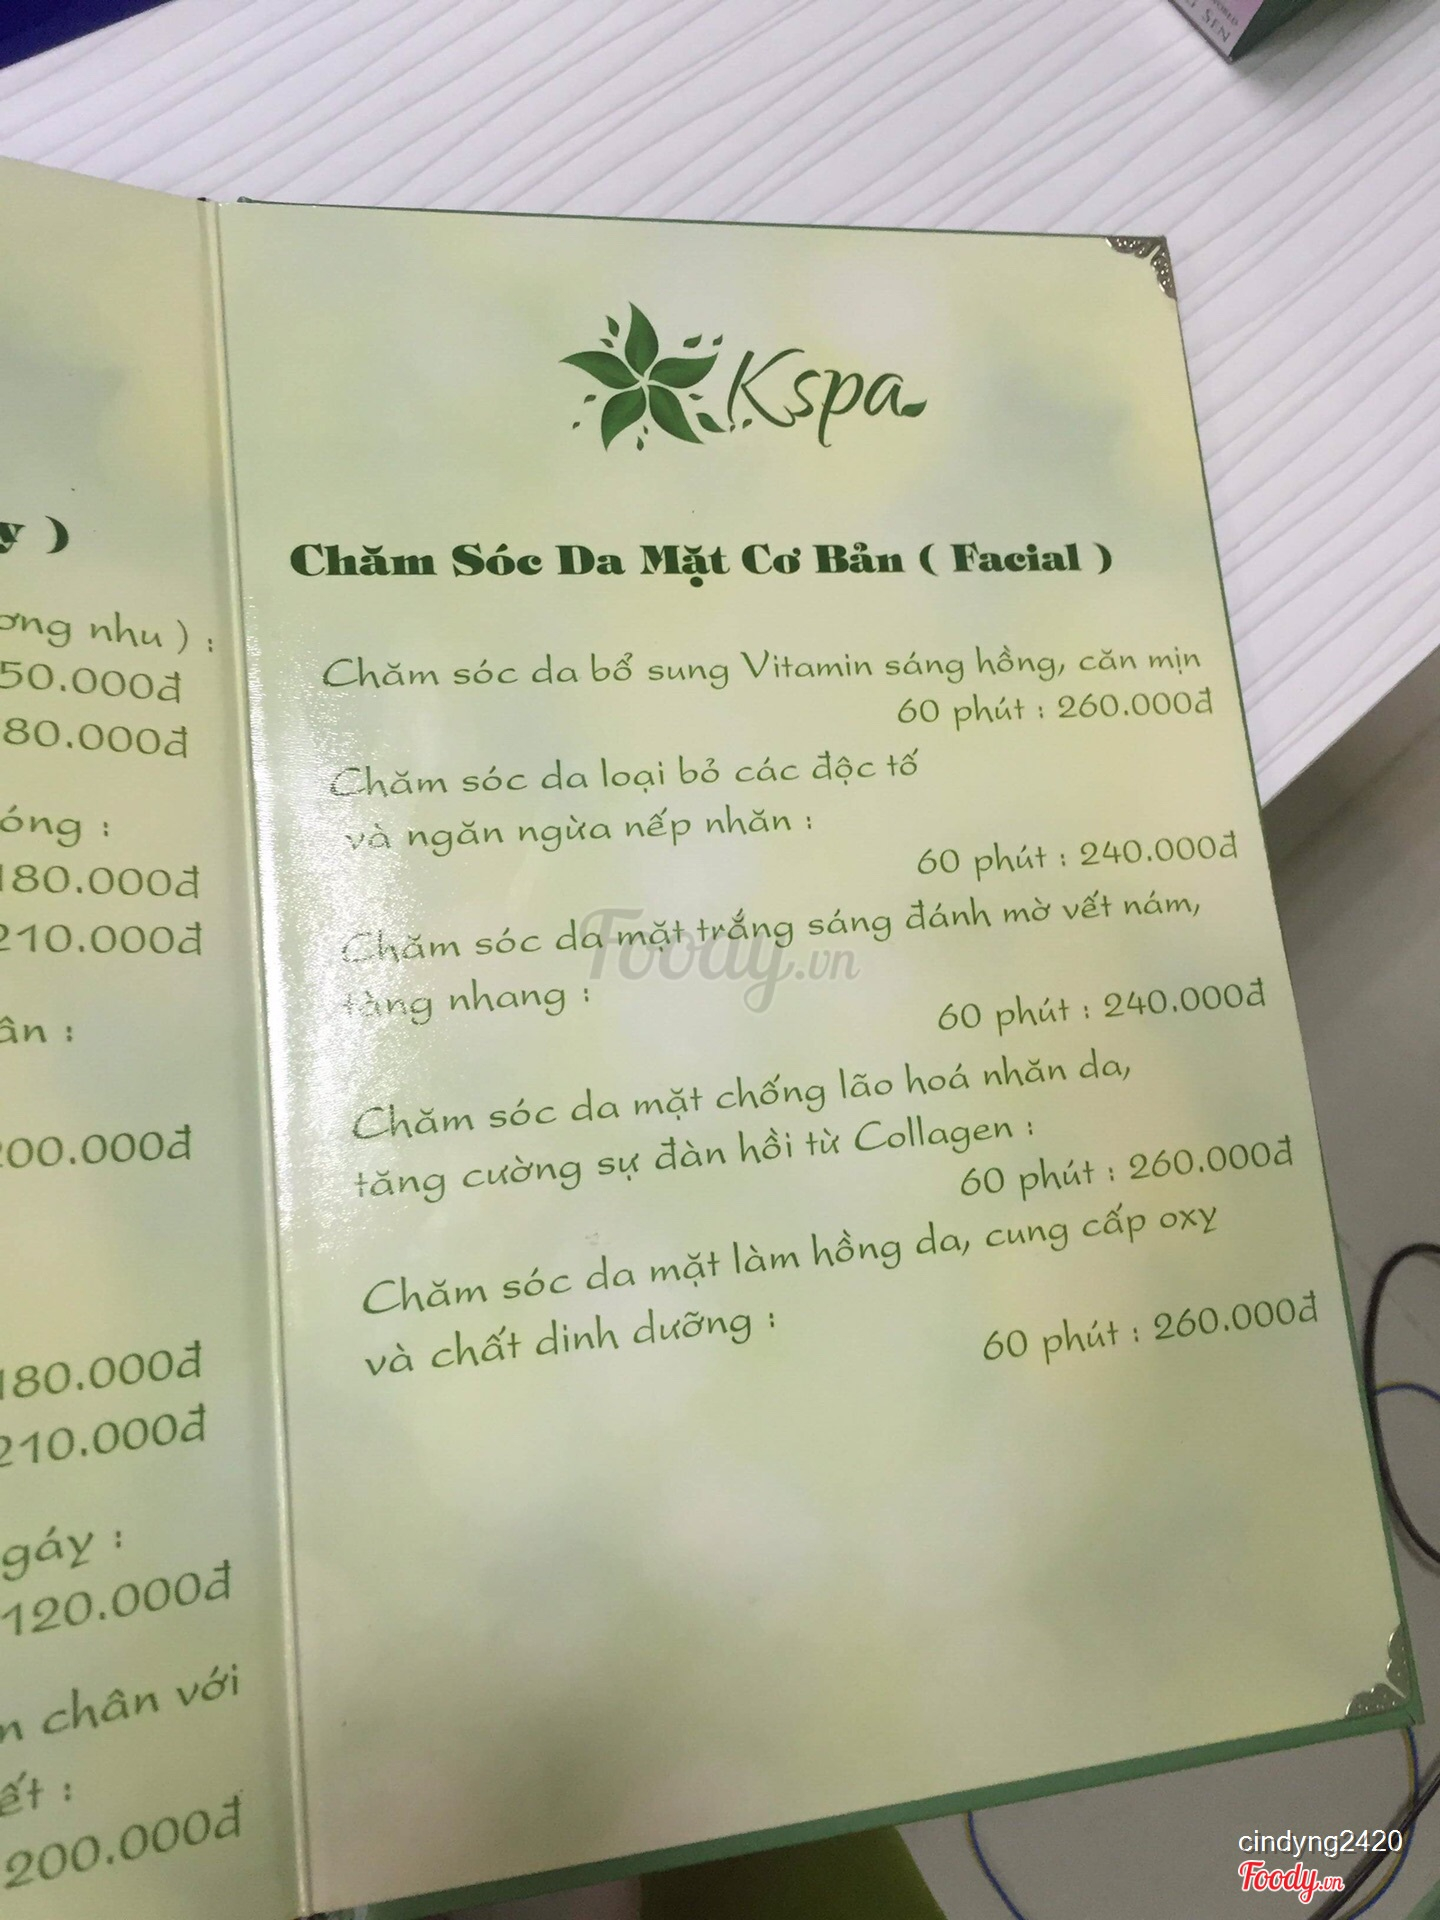 WORLD
SEN
Kspa
y )
ơng nhu ) :
50.000đ
80.000đ
óng :
180.000đ
210.000đ
ân :
200.000đ
180.000đ
210.000đ
gáy :
120.000đ
n chân với
ết :
200.000đ
Chăm Sóc Da Mặt Cơ Bản ( Facial )
Chăm sóc da bổ sung Vitamin sáng hồng, căn mịn
60 phút : 260.000đ
Chăm sóc da loại bỏ các độc tố
và ngăn ngừa nếp nhăn :
60 phút : 240.000đ
Chăm sóc da mặt trắng sáng đánh mờ vết nám,
tàng nhang :
60 phút : 240.000đ
Chăm sóc da mặt chống lão hoá nhăn da,
tăng cường sự đàn hồi từ Collagen :
60 phút : 260.000đ
Chăm sóc da mặt làm hồng da, cung cấp oxy
và chất dinh dưỡng :
60 phút : 260.000đ
Foody.vn
cindyng2420
Foody.vn